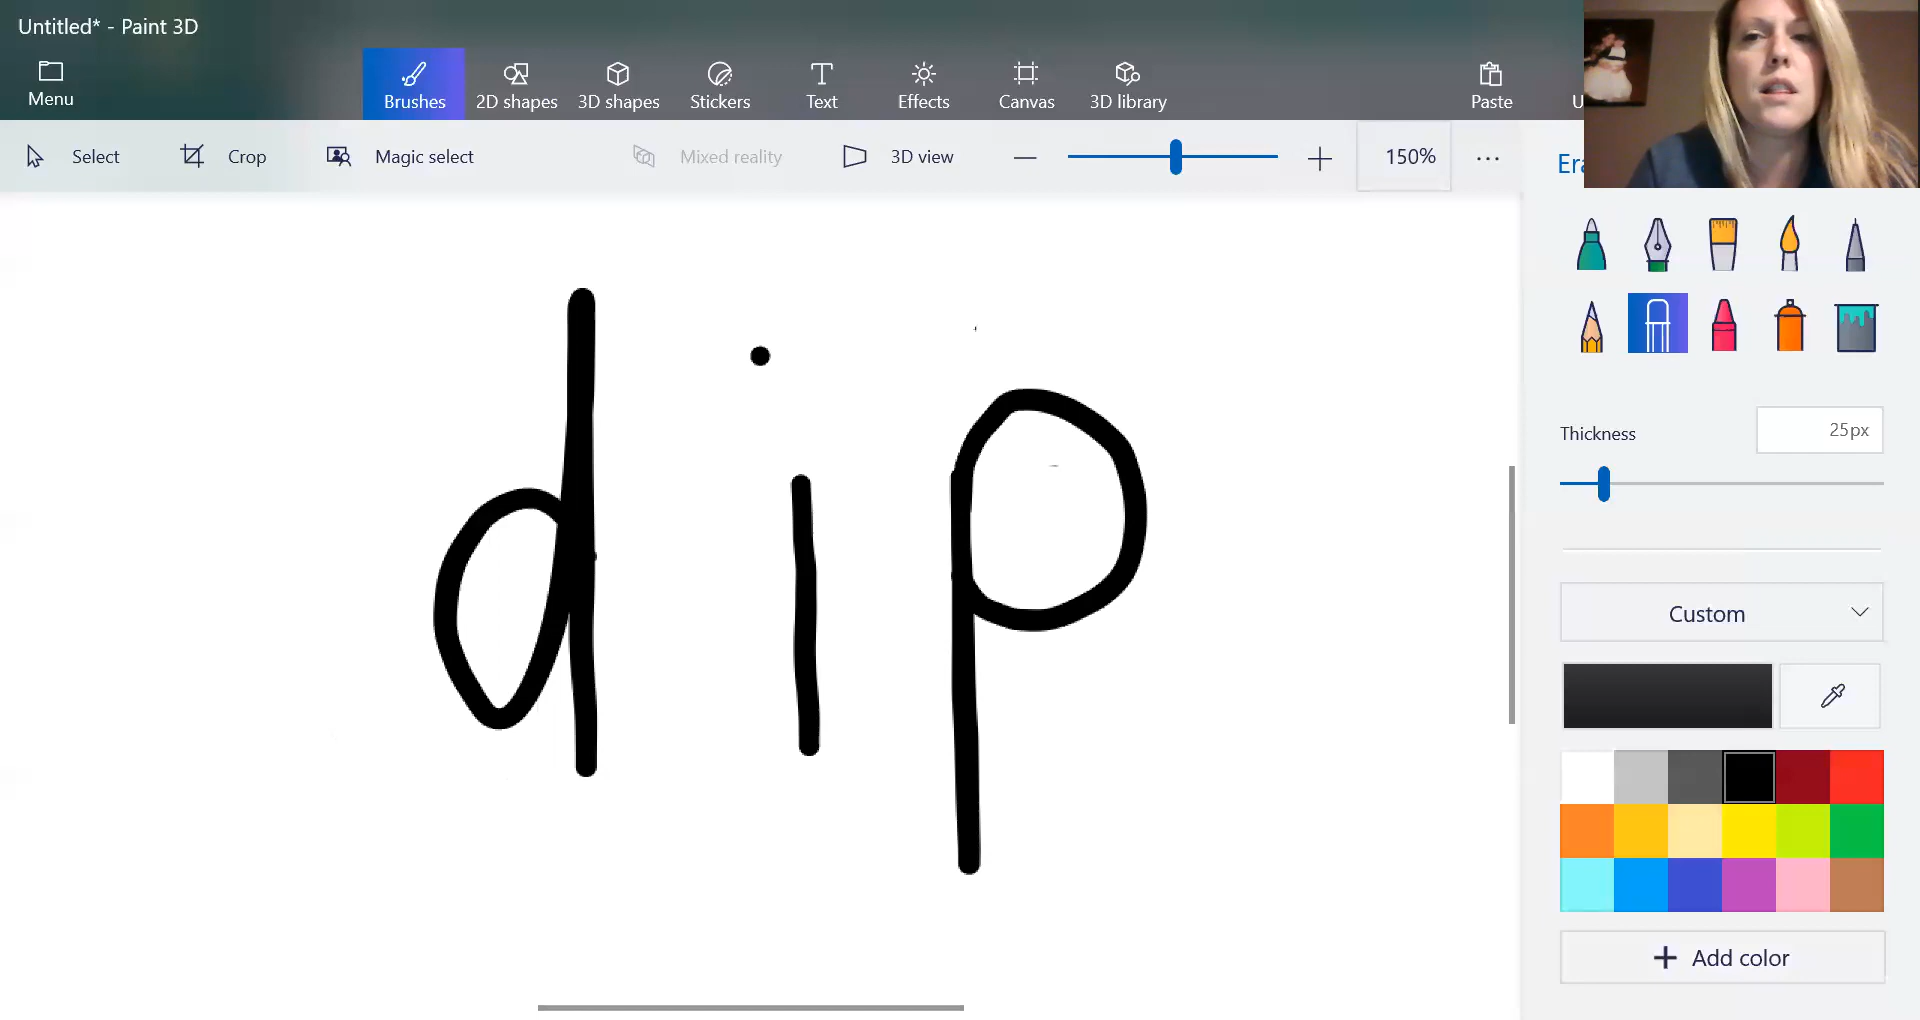 Untitled* - Paint 3D
Menu
Brushes
2D shapes
3D shapes
Stickers
Text
Effects
Canvas
3D library
Paste
Select
Crop
Magic select
Mixed reality
3D view
150%
dip
Thickness
25px
Custom
Add color